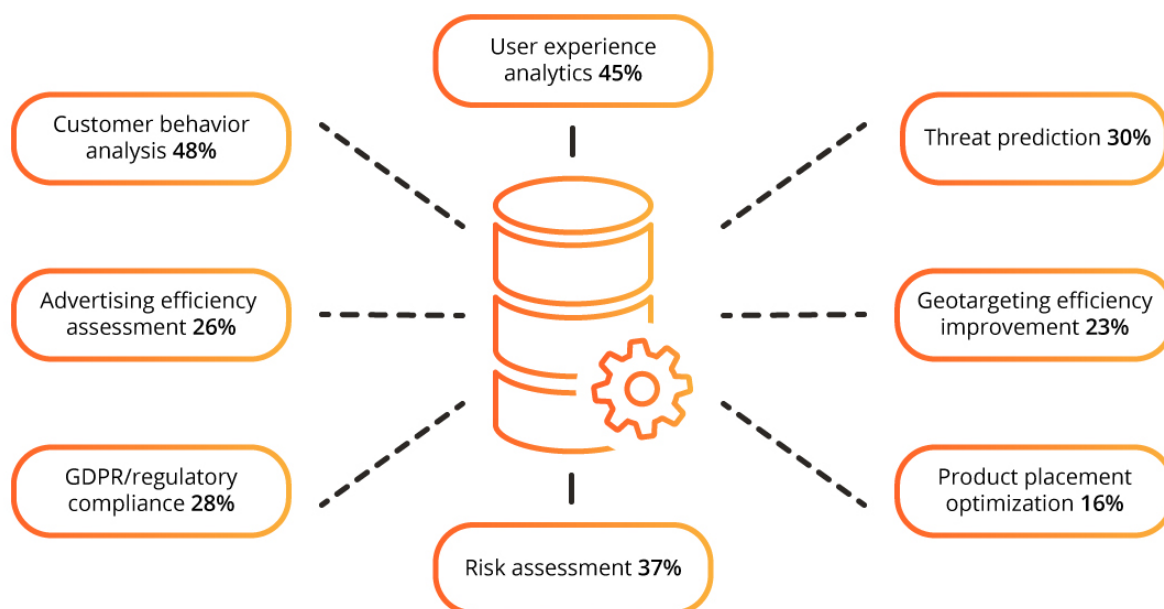 User experience
analytics 45%
Customer behavior
analysis 48%
Threat prediction 30%
Advertising efficiency
assessment 26%
Geotargeting efficiency
improvement 23%
GDPR/regulatory
compliance 28%
Product placement
optimization 16%
Risk assessment 37%